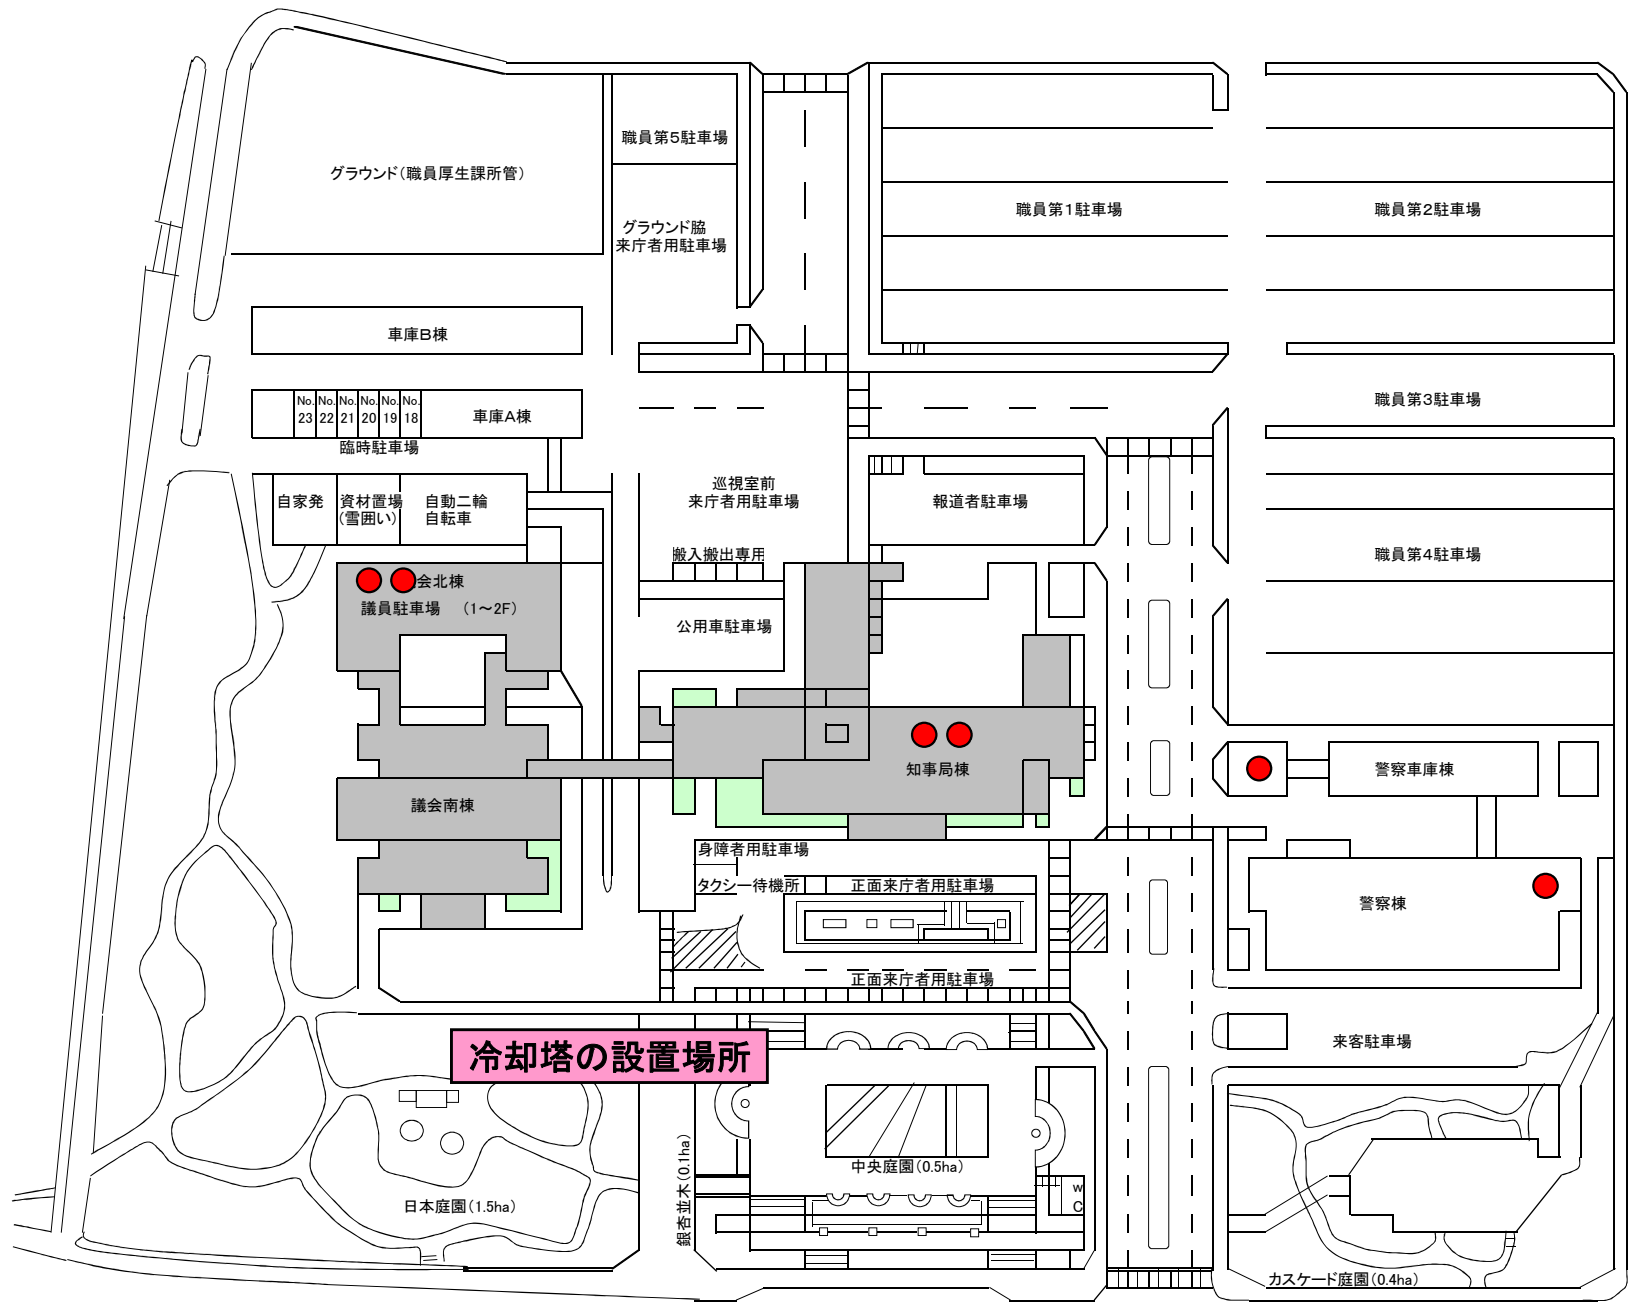 職員第5駐車場
グラウンド(職員厚生課所管)
職員第1駐車場
職員第2駐車場
グラウンド脇
来庁者用駐車場
車庫B棟
No.
23
No.
22
No.
21
No.
20
No.
19
No.
18
車庫A棟
職員第3駐車場
臨時駐車場
自家発
資材置場
(雪囲い)
自動二輪
自転車
巡視室前
来庁者用駐車場
報道者駐車場
職員第4駐車場
搬入搬出専用
会北棟
議員駐車場 (1～2F)
公用車駐車場
知事局棟
警察車庫棟
議会南棟
身障者用駐車場
タクシー待機所
正面来庁者用駐車場
警察棟
正面来庁者用駐車場
冷却塔の設置場所
来客駐車場
中央庭園(0.5ha)
銀杏並木(0.1ha)
日本庭園(1.5ha)
W
C
カスケード庭園(0.4ha)